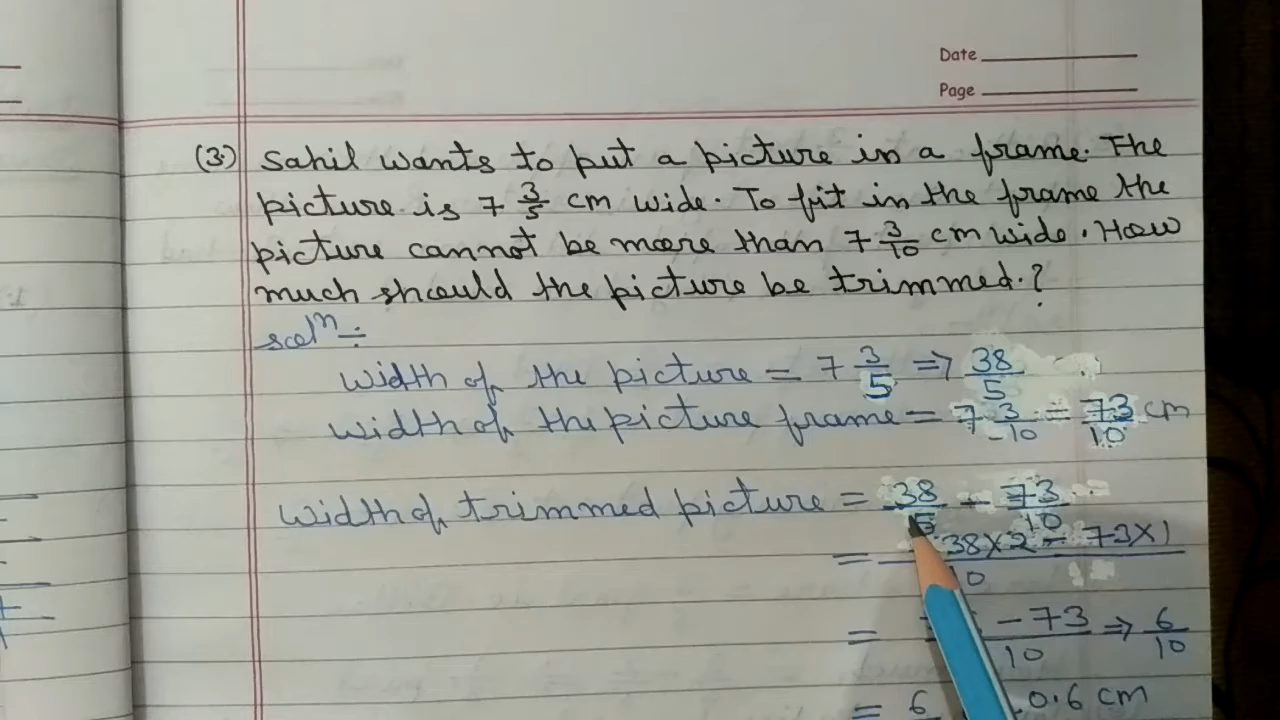 Date
Page
(3) Sahil wants to put a picture in a frame. The
picture is 7 3/5 cm wide. To fit in the frame the
picture cannot be more than 7 3/10 cm wide. How
much should the picture be trimmed.?
solⁿ :-
Width of the picture = 7 3/5 => 38/5
Width of the picture frame = 7 3/10 = 73/10 cm
Width of trimmed picture = 38/5 - 73/10
= 38×2 - 73×1 / 10
= - 73 / 10 => 6/10
= 6 0.6 cm